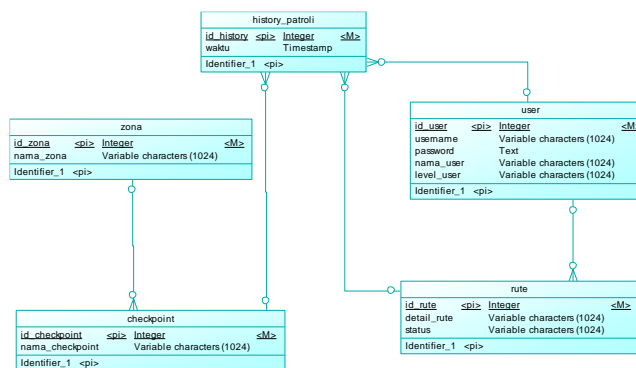 history_patroli
id_history <pi> Integer <M>
waktu Timestamp
Identifier_1 <pi>
zona
id_zona <pi> Integer <M>
nama_zona Variable characters (1024)
Identifier_1 <pi>
user
id_user <pi> Integer <M>
username Variable characters (1024)
password Text
nama_user Variable characters (1024)
level_user Variable characters (1024)
Identifier_1 <pi>
checkpoint
id_checkpoint <pi> Integer <M>
nama_checkpoint Variable characters (1024)
Identifier_1 <pi>
rute
id_rute <pi> Integer <M>
detail_rute Variable characters (1024)
status Variable characters (1024)
Identifier_1 <pi>